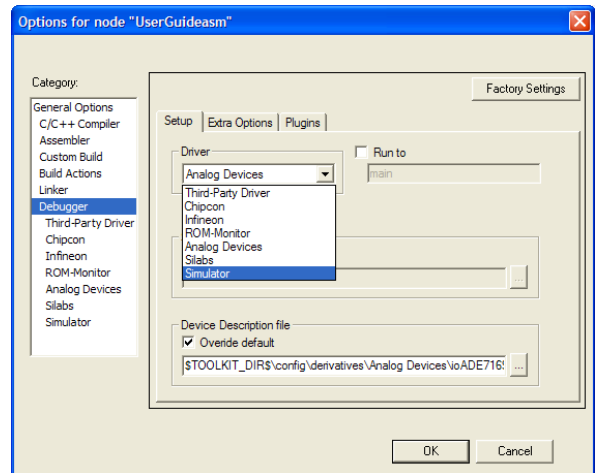 Options for node "UserGuideasm"
Category:
General Options
C/C++ Compiler
Assembler
Custom Build
Build Actions
Linker
Debugger
Third-Party Driver
Chipcon
Infineon
ROM-Monitor
Analog Devices
Silabs
Simulator
Factory Settings
Setup Extra Options Plugins
Driver
Analog Devices
Run to
main
Third-Party Driver
Chipcon
Infineon
ROM-Monitor
Analog Devices
Silabs
Simulator
...
Device Description file
Overide default
$TOOLKIT_DIR$\config\derivatives\Analog Devices\ioADE716
...
OK Cancel